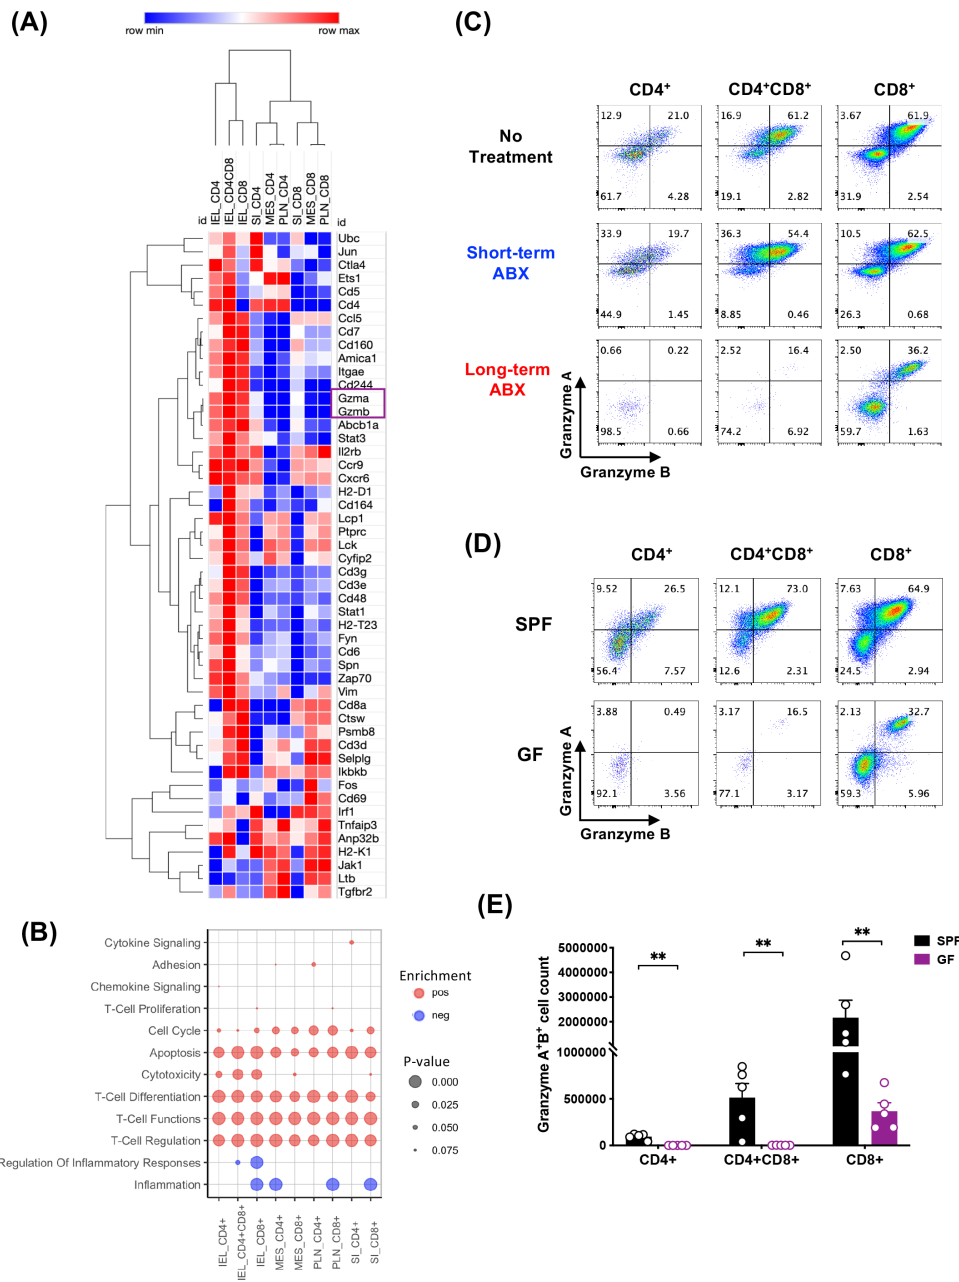 (A)
row min
row max
id
IEL_CD4
IEL_CD4CD8
IEL_CD8
SI_CD4
MES_CD4
PLN_CD4
SI_CD8
MES_CD8
PLN_CD8
id
Ubc
Jun
Ctla4
Ets1
Cd5
Cd4
Ccl5
Cd7
Cd160
Amica1
Itgae
Cd244
Gzma
Gzmb
Abcb1a
Stat3
Il2rb
Ccr9
Cxcr6
H2-D1
Cd164
Lcp1
Ptprc
Lck
Cyfip2
Cd3g
Cd3e
Cd48
Stat1
H2-T23
Fyn
Cd6
Spn
Zap70
Vim
Cd8a
Ctsw
Psmb8
Cd3d
Selplg
Ikbkb
Fos
Cd69
Irf1
Tnfaip3
Anp32b
H2-K1
Jak1
Ltb
Tgfbr2
(B)
Cytokine Signaling
Adhesion
Chemokine Signaling
T-Cell Proliferation
Cell Cycle
Apoptosis
Cytotoxicity
T-Cell Differentiation
T-Cell Functions
T-Cell Regulation
Regulation Of Inflammatory Responses
Inflammation
IEL_CD4+
IEL_CD4+CD8+
IEL_CD8+
MES_CD4+
MES_CD8+
PLN_CD4+
PLN_CD8+
SI_CD4+
SI_CD8+
Enrichment
pos
neg
P-value
0.000
0.025
0.050
0.075
(C)
CD4+ CD4+CD8+ CD8+
No
Treatment
12.9 21.0 16.9 61.2 3.67 61.9
61.7 4.28 19.1 2.82 31.9 2.54
Short-term
ABX
33.9 19.7 36.3 54.4 10.5 62.5
44.9 1.45 8.85 0.46 26.3 0.68
Long-term
ABX
0.66 0.22 2.52 16.4 2.50 36.2
98.5 0.66 74.2 6.92 59.7 1.63
Granzyme A
Granzyme B
(D)
CD4+ CD4+CD8+ CD8+
SPF
9.52 26.5 12.1 73.0 7.63 64.9
56.4 7.57 12.6 2.31 24.5 2.94
GF
3.88 0.49 3.17 16.5 2.13 32.7
92.1 3.56 77.1 3.17 59.3 5.96
Granzyme A
Granzyme B
(E)
Granzyme A+B+ cell count
5000000
4000000
3000000
2000000
1000000
500000
0
** ** **
CD4+ CD4+CD8+ CD8+
SPF
GF